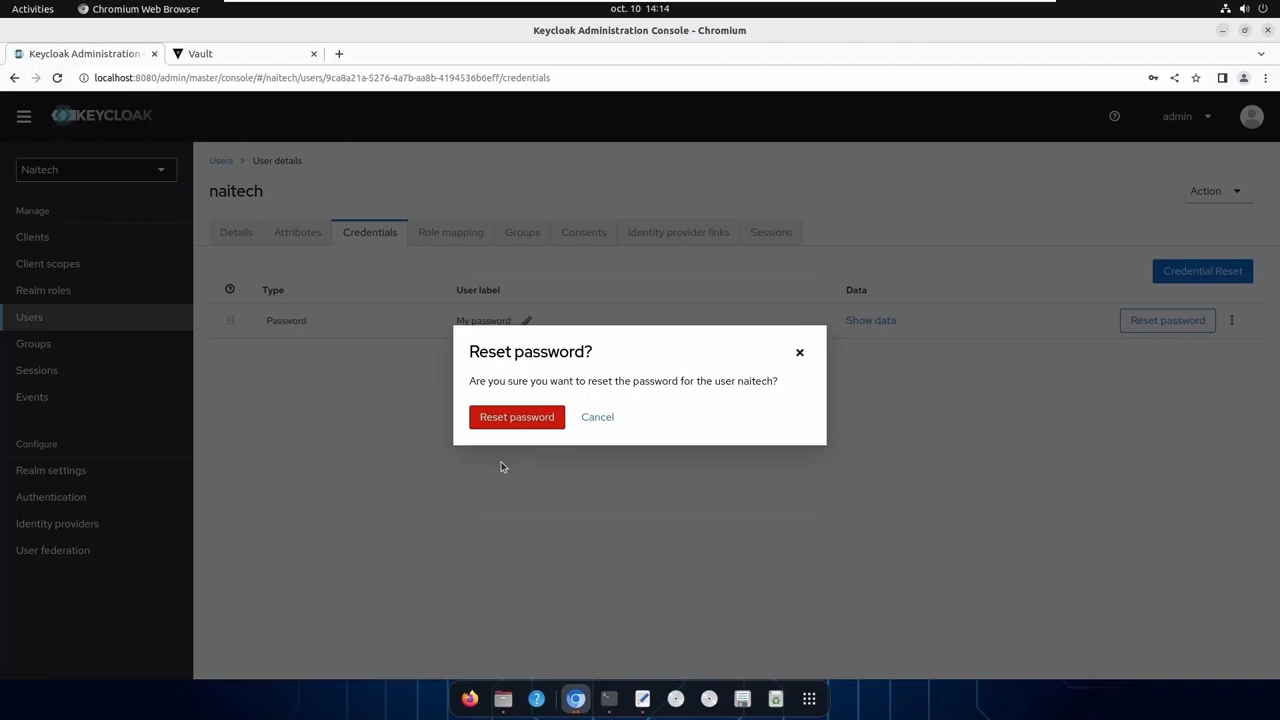 Activities
Chromium Web Browser
oct. 10 14:14
Keycloak Administration Console - Chromium
Keycloak Administration C
Vault
localhost:8080/admin/master/console/#/naitech/users/9ca8a21a-5276-4a7b-aa8b-4194536b6eff/credentials
KEYCLOAK
admin
Naitech
Manage
Clients
Client scopes
Realm roles
Users
Groups
Sessions
Events
Configure
Realm settings
Authentication
Identity providers
User federation
Users > User details
naitech
Action
Details
Attributes
Credentials
Role mapping
Groups
Consents
Identity provider links
Sessions
Credential Reset
Type
User label
Data
Password
My password
Show data
Reset password
Reset password?
Are you sure you want to reset the password for the user naitech?
Reset password
Cancel